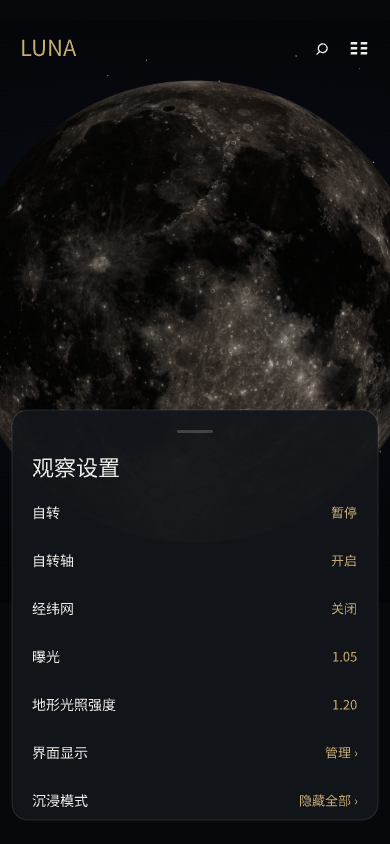 LUNA
观察设置
自转 暂停
自转轴 开启
经纬网 关闭
曝光 1.05
地形光照强度 1.20
界面显示 管理 ›
沉浸模式 隐藏全部 ›